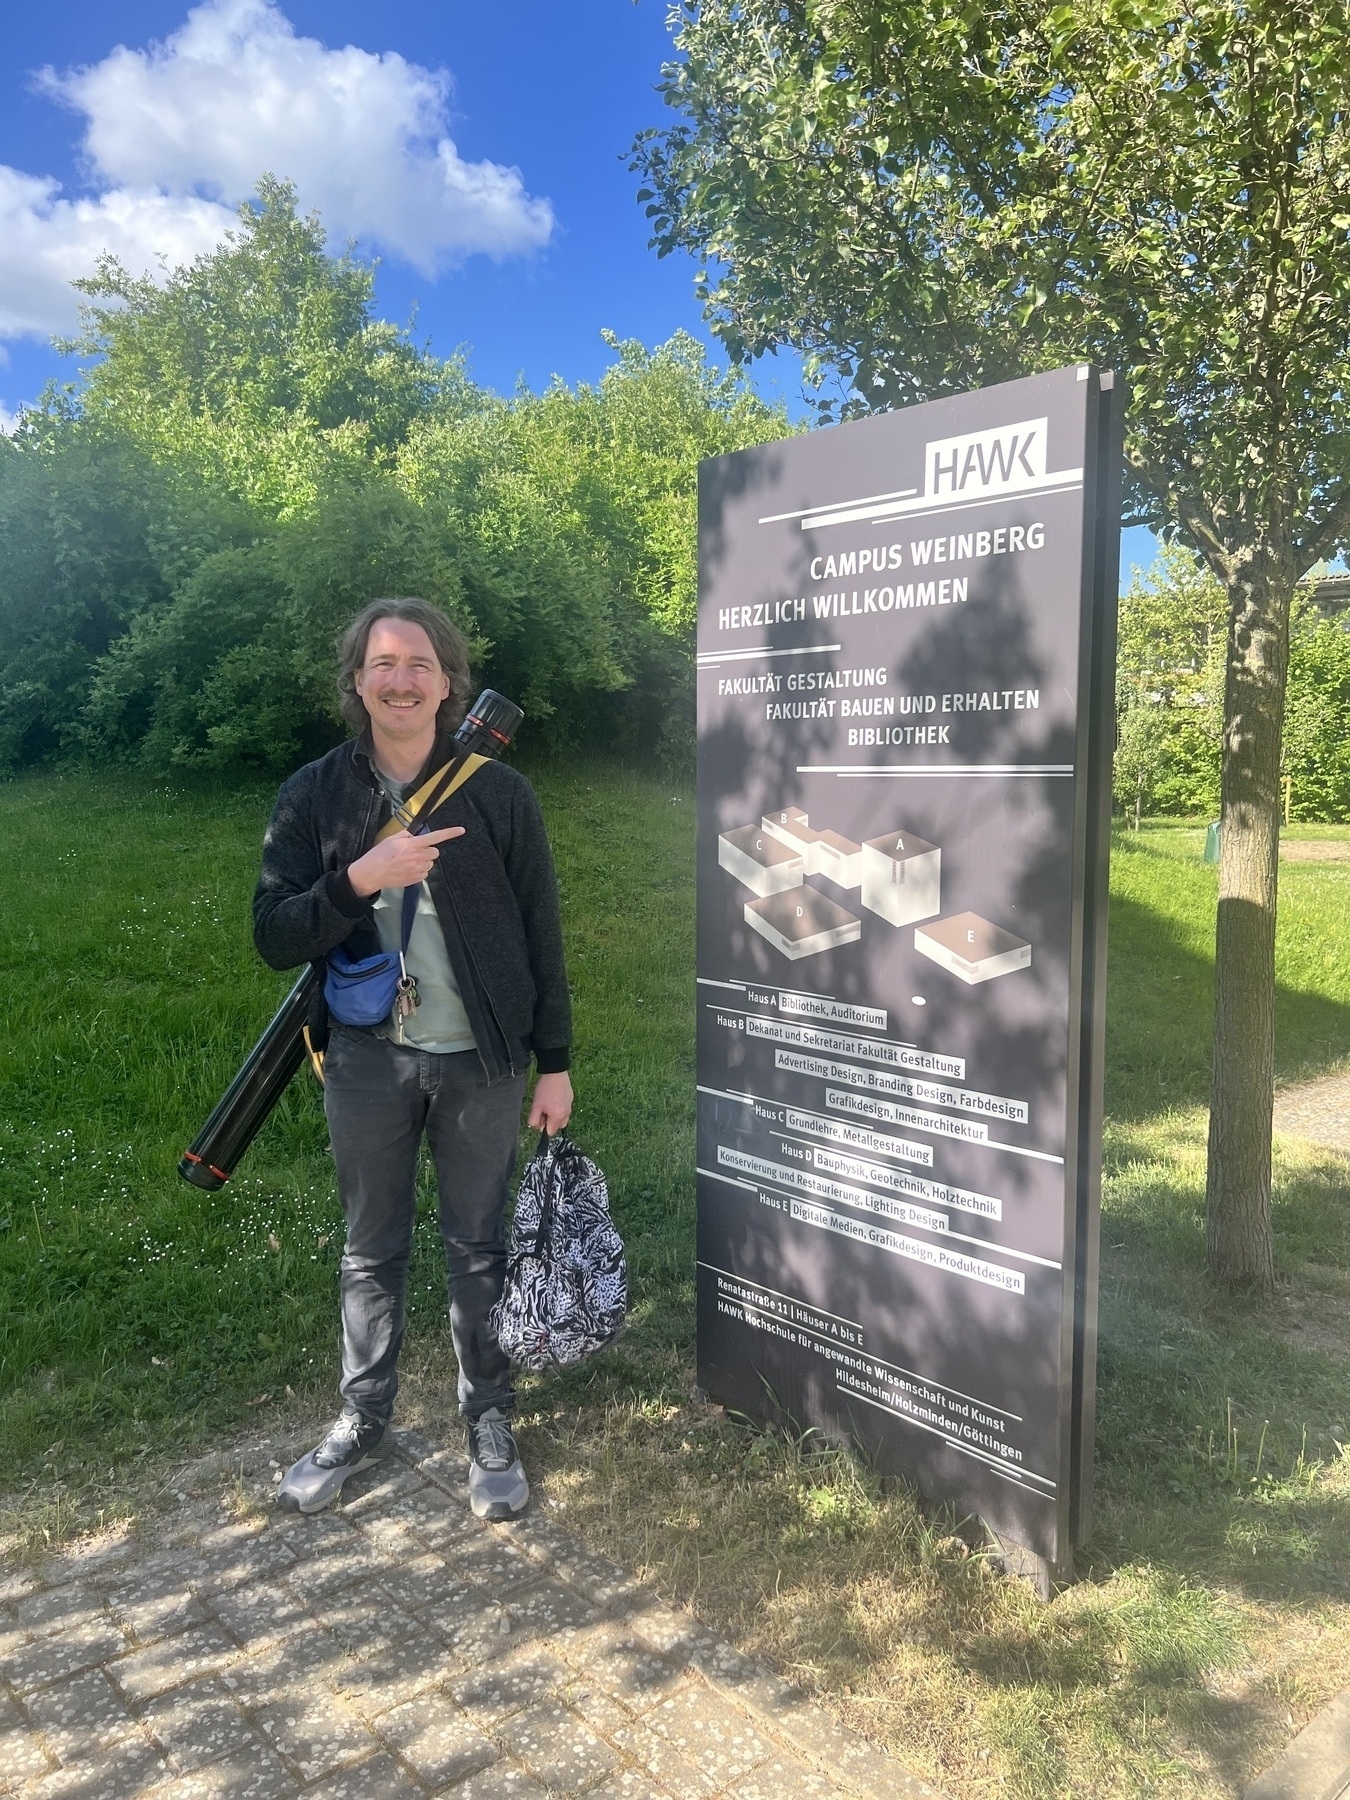 HAWK
CAMPUS WEINBERG
HERZLICH WILLKOMMEN
FAKULTÄT GESTALTUNG
FAKULTÄT BAUEN UND ERHALTEN
BIBLIOTHEK
B
C
A
D
E
Haus A Bibliothek, Auditorium
Haus B Dekanat und Sekretariat Fakultät Gestaltung
Advertising Design, Branding Design, Farbdesign
Grafikdesign, Innenarchitektur
Haus C Grundlehre, Metallgestaltung
Haus D Bauphysik, Geotechnik, Holztechnik
Konservierung und Restaurierung, Lighting Design
Haus E Digitale Medien, Grafikdesign, Produktdesign
Renatastraße 11 | Häuser A bis E
HAWK Hochschule für angewandte Wissenschaft und Kunst
Hildesheim/Holzminden/Göttingen